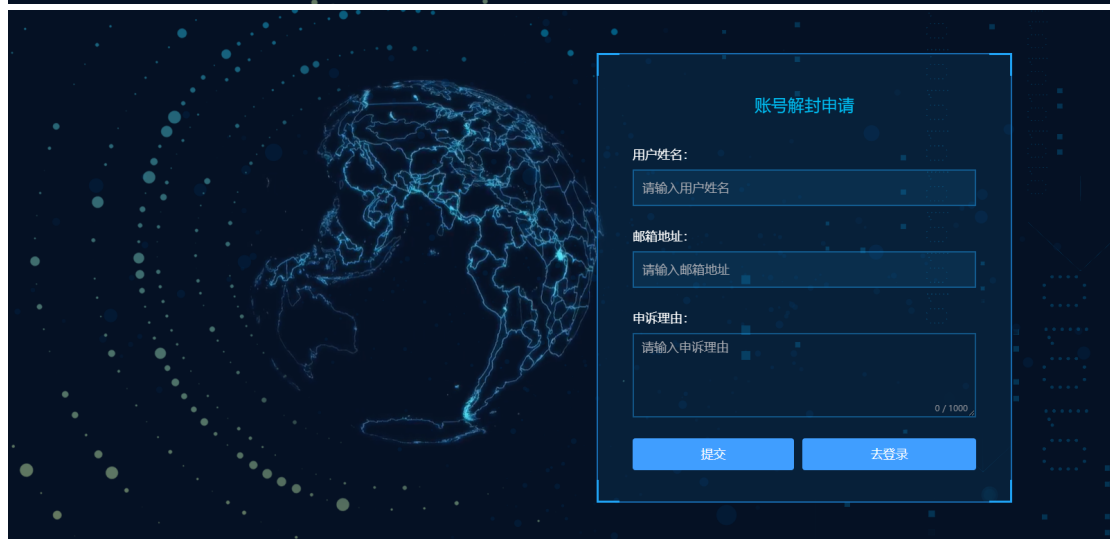 账号解封申请
用户姓名:
请输入用户姓名
邮箱地址:
请输入邮箱地址
申诉理由:
请输入申诉理由
0 / 1000
提交 去登录